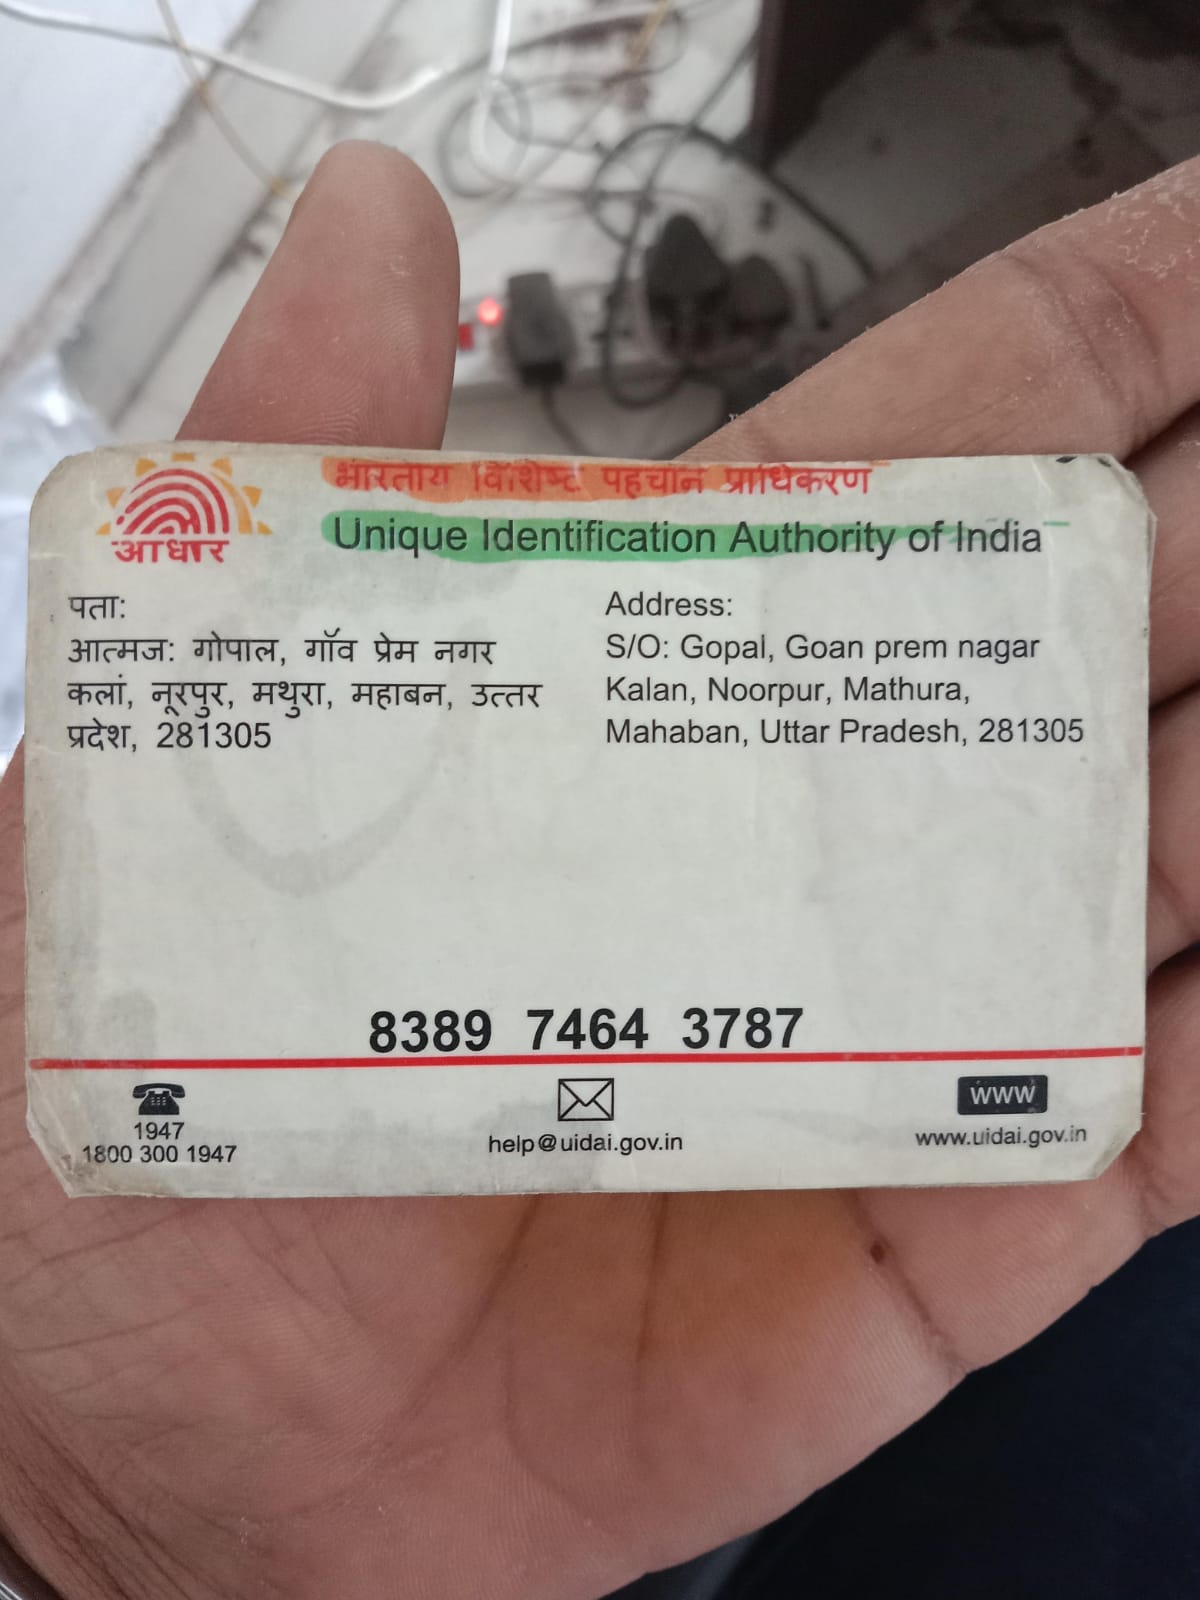 भारतीय विशिष्ट पहचान प्राधिकरण
आधार
Unique Identification Authority of India
पता:
आत्मज: गोपाल, गाँव प्रेम नगर
कलां, नूरपुर, मथुरा, महाबन, उत्तर
प्रदेश, 281305
Address:
S/O: Gopal, Goan prem nagar
Kalan, Noorpur, Mathura,
Mahaban, Uttar Pradesh, 281305
8389 7464 3787
1947
1800 300 1947
help@uidai.gov.in
www
www.uidai.gov.in